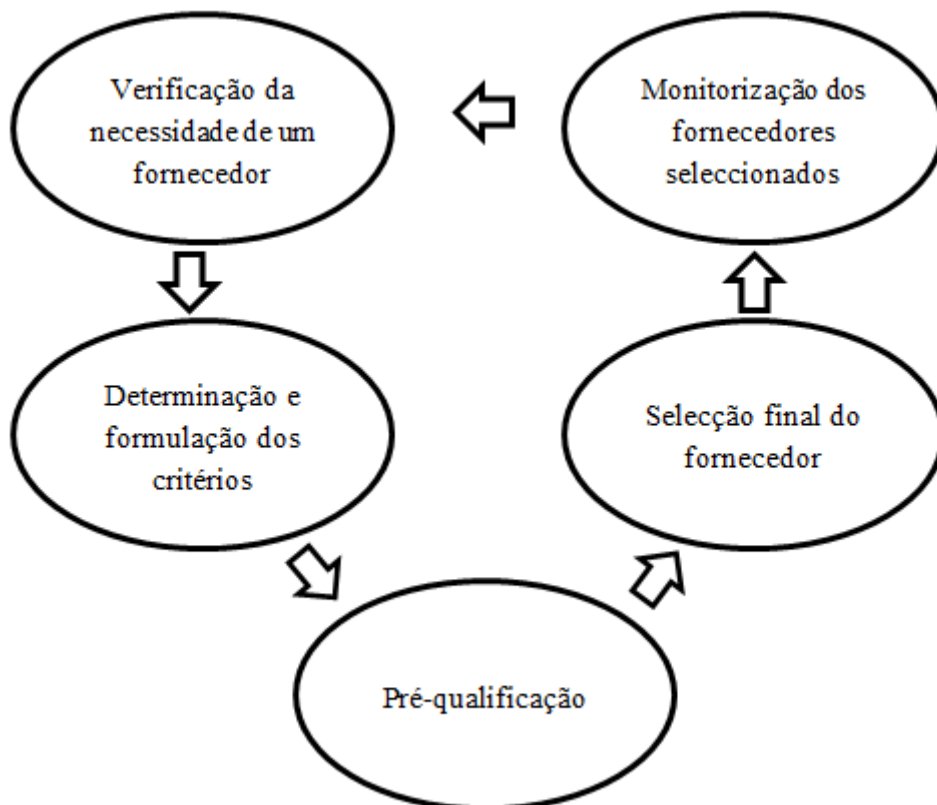 Verificação da
necessidade de um
fornecedor
Monitorização dos
fornecedores
seleccionados
Determinação e
formulação dos
critérios
Selecção final do
fornecedor
Pré-qualificação